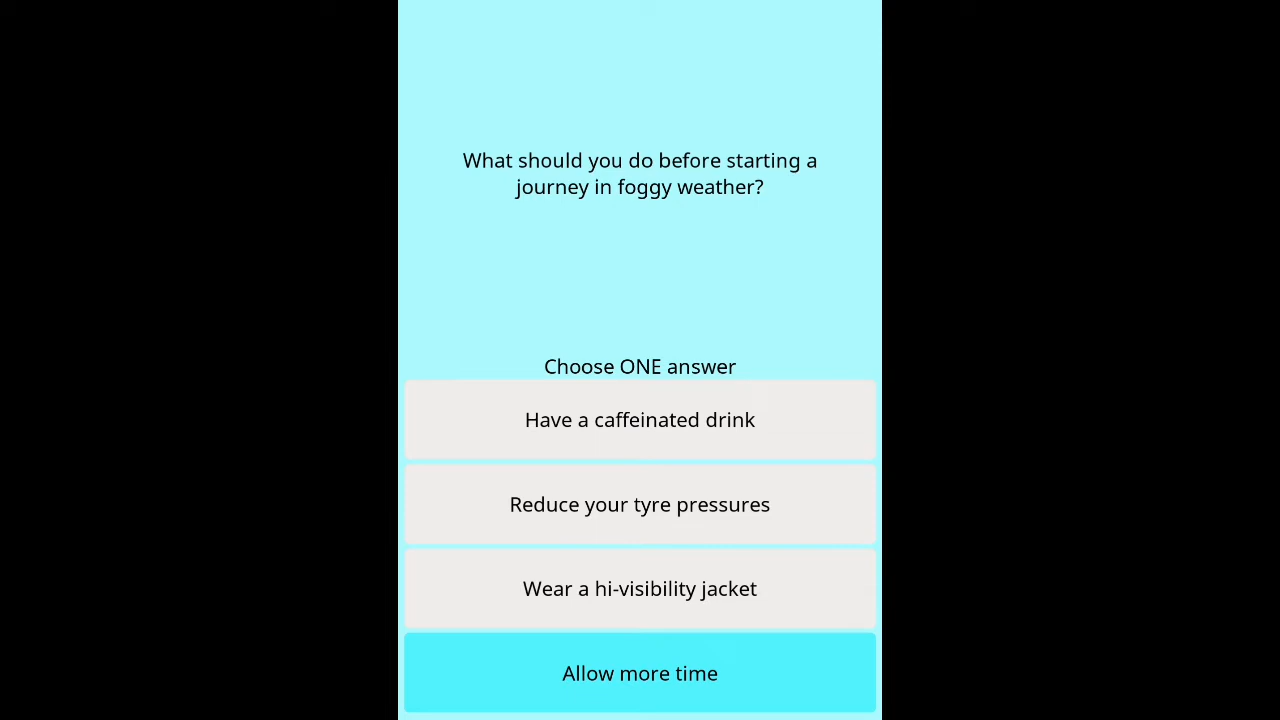 What should you do before starting a
journey in foggy weather?
Choose ONE answer
Have a caffeinated drink
Reduce your tyre pressures
Wear a hi-visibility jacket
Allow more time